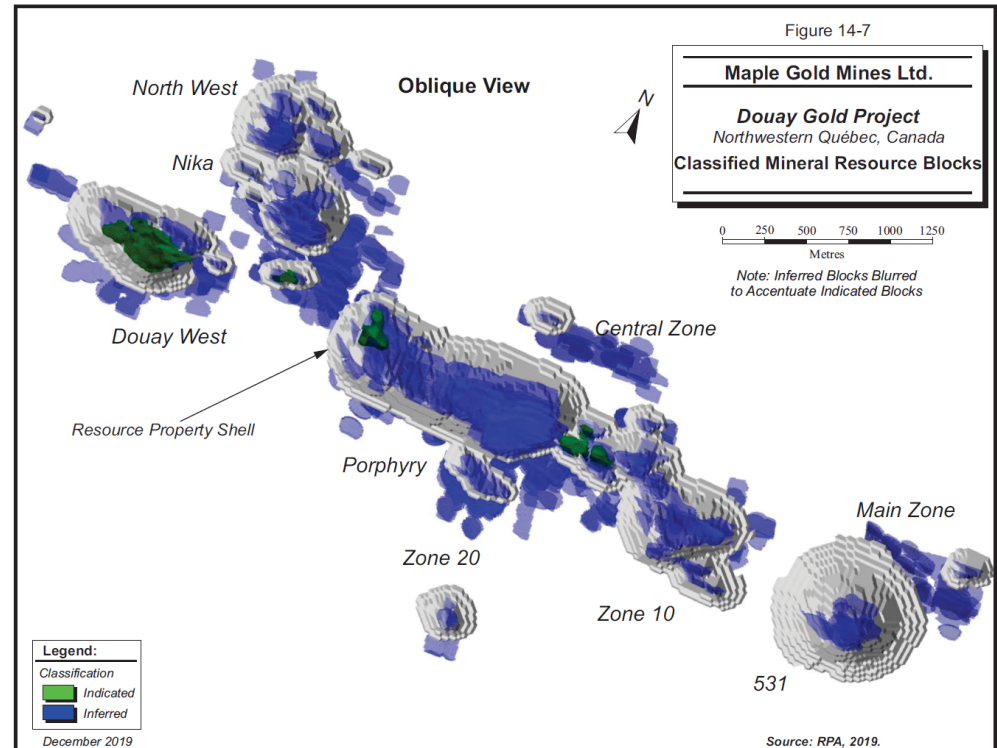 Figure 14-7
Maple Gold Mines Ltd.
Douay Gold Project
Northwestern Québec, Canada
Classified Mineral Resource Blocks
Oblique View
N
0 250 500 750 1000 1250
Metres
Note: Inferred Blocks Blurred
to Accentuate Indicated Blocks
North West
Nika
Douay West
Central Zone
Resource Property Shell
Porphyry
Main Zone
Zone 20
Zone 10
531
Legend:
Classification
Indicated
Inferred
December 2019
Source: RPA, 2019.